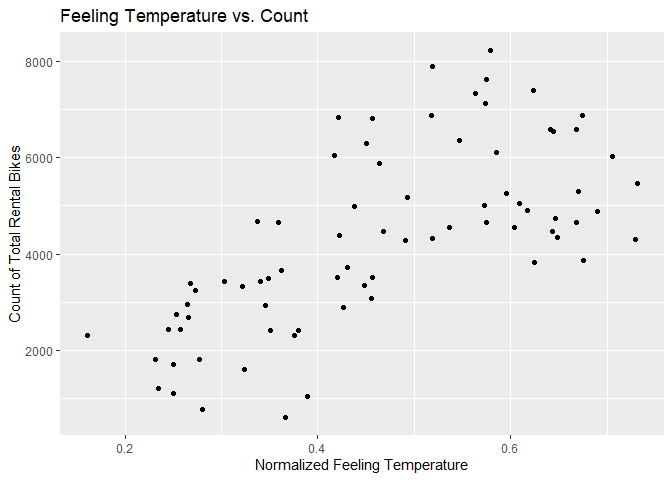 Feeling Temperature vs. Count
8000
6000
4000
2000
Count of Total Rental Bikes
0.2
0.4
0.6
Normalized Feeling Temperature